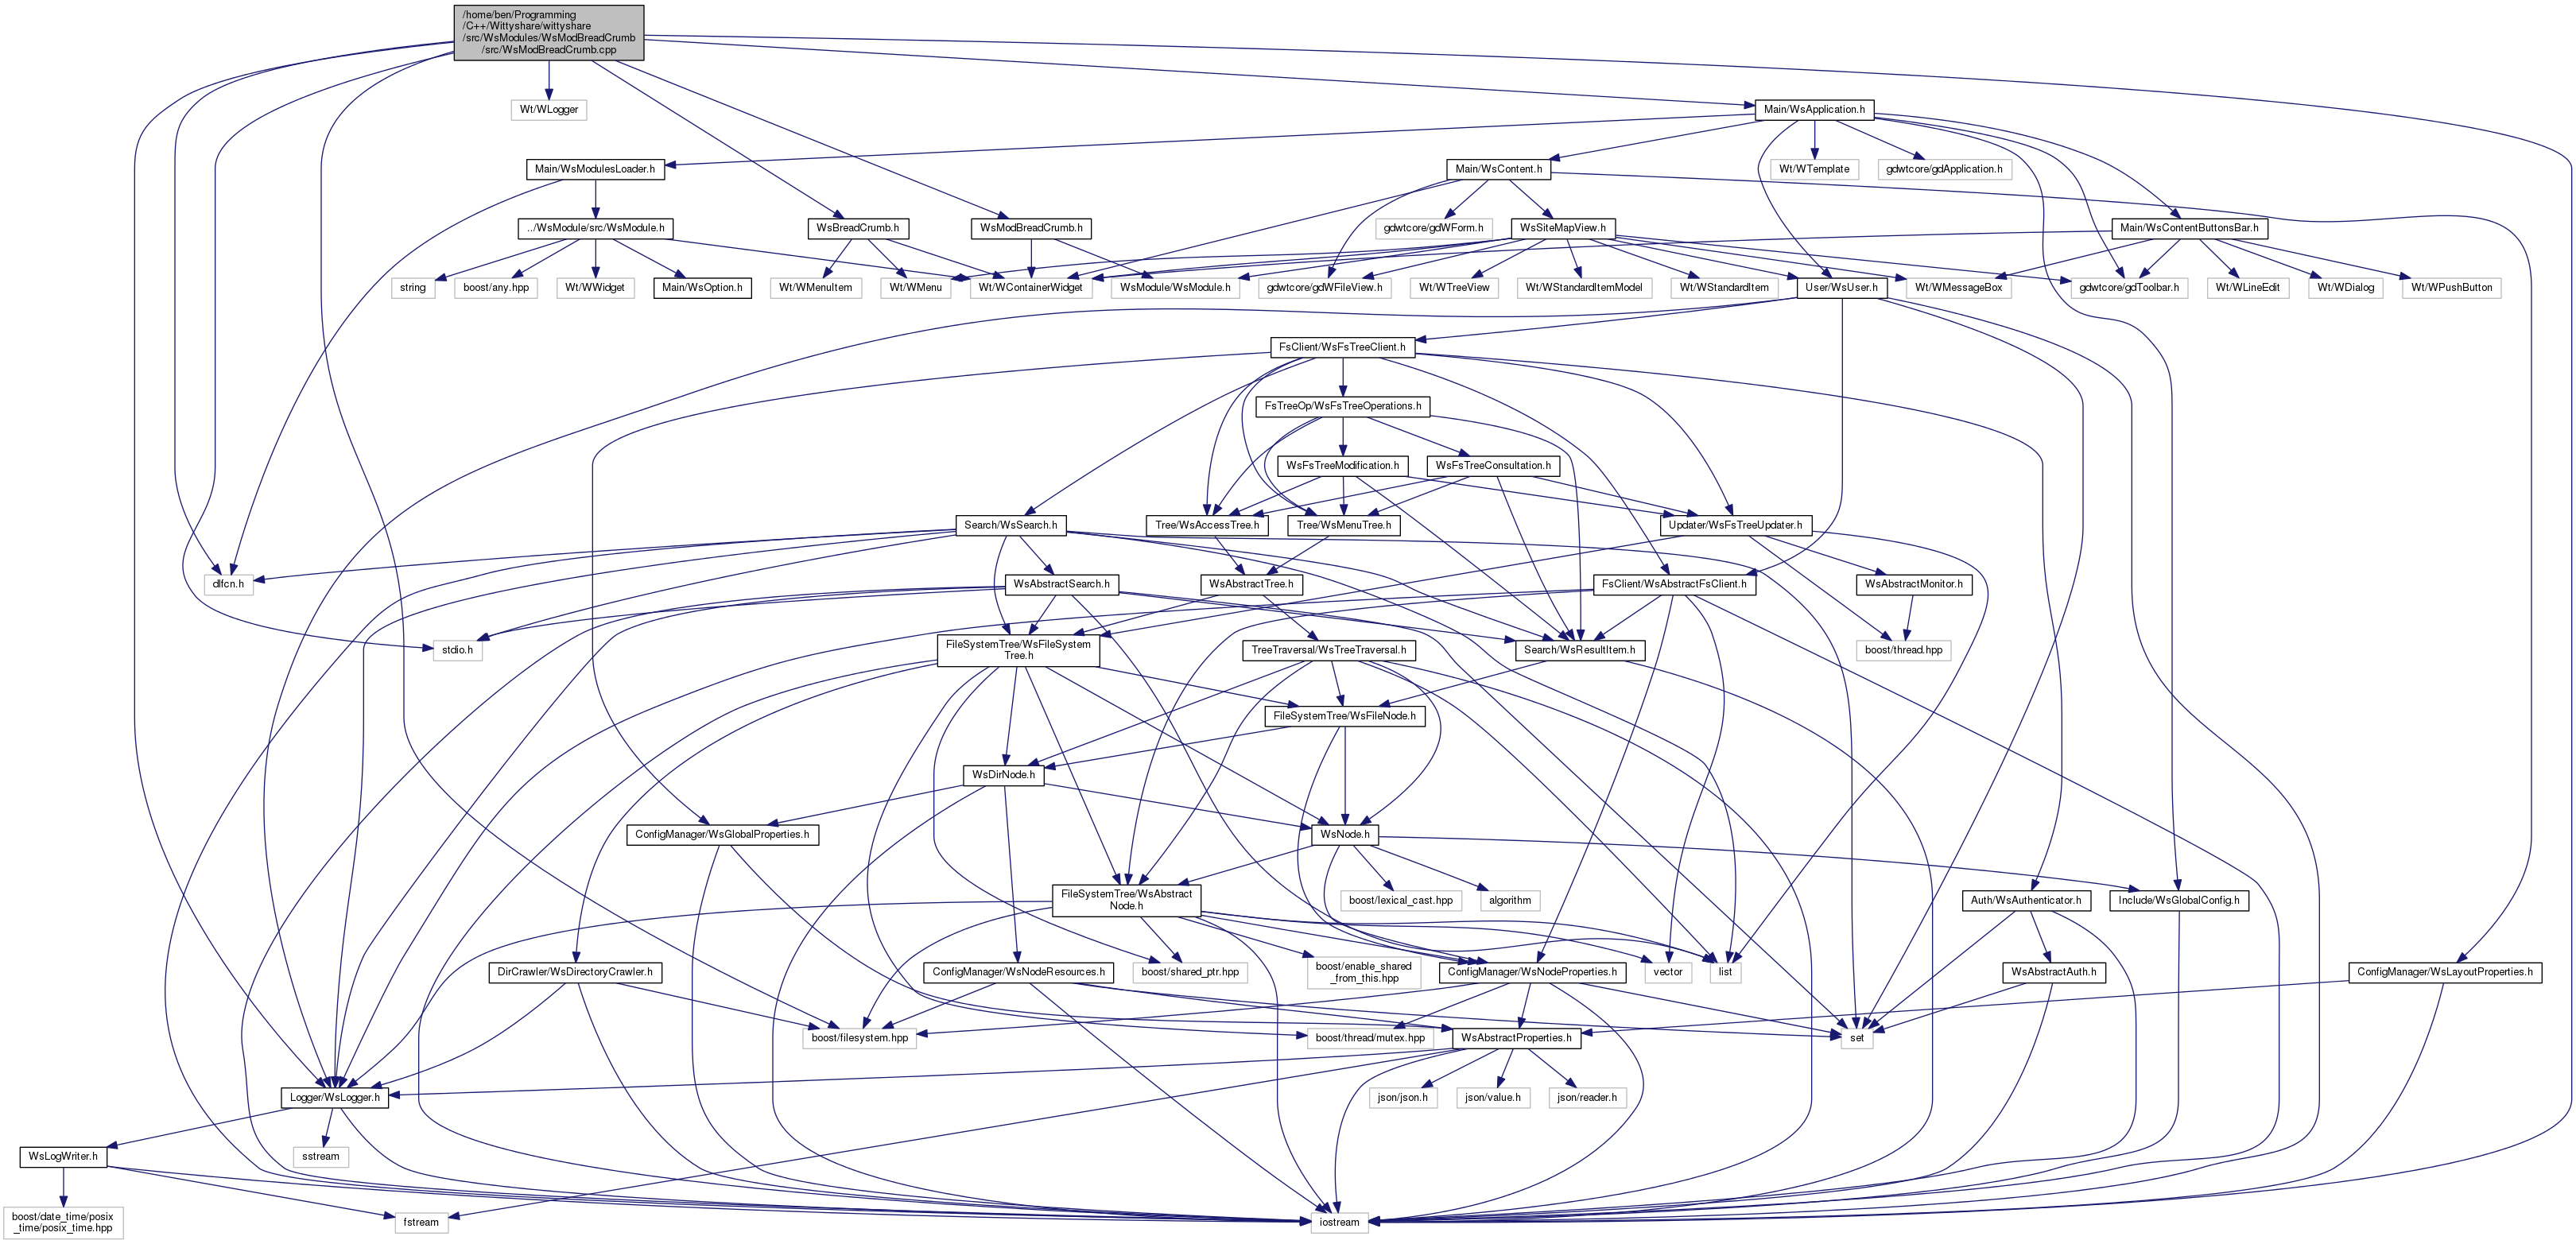 /home/ben/Programming
/C++/Wittyshare/wittyshare
/src/WsModules/WsModBreadCrumb
/src/WsModBreadCrumb.cpp
Wt/WLogger
Main/WsApplication.h
Main/WsModulesLoader.h
Main/WsContent.h
Wt/WTemplate
gdwtcore/gdApplication.h
../WsModule/src/WsModule.h
WsBreadCrumb.h
WsModBreadCrumb.h
gdwtcore/gdWForm.h
WsSiteMapView.h
Main/WsContentButtonsBar.h
string
boost/any.hpp
Wt/WWidget
Main/WsOption.h
Wt/WMenuItem
Wt/WMenu
Wt/WContainerWidget
WsModule/WsModule.h
gdwtcore/gdWFileView.h
Wt/WTreeView
Wt/WStandardItemModel
Wt/WStandardItem
User/WsUser.h
Wt/WMessageBox
gdwtcore/gdToolbar.h
Wt/WLineEdit
Wt/WDialog
Wt/WPushButton
FsClient/WsFsTreeClient.h
FsTreeOp/WsFsTreeOperations.h
WsFsTreeModification.h
WsFsTreeConsultation.h
Search/WsSearch.h
Tree/WsAccessTree.h
Tree/WsMenuTree.h
Updater/WsFsTreeUpdater.h
dlfcn.h
WsAbstractSearch.h
WsAbstractTree.h
FsClient/WsAbstractFsClient.h
WsAbstractMonitor.h
stdio.h
FileSystemTree/WsFileSystem
Tree.h
TreeTraversal/WsTreeTraversal.h
Search/WsResultItem.h
boost/thread.hpp
FileSystemTree/WsFileNode.h
WsDirNode.h
ConfigManager/WsGlobalProperties.h
WsNode.h
FileSystemTree/WsAbstract
Node.h
boost/lexical_cast.hpp
algorithm
Auth/WsAuthenticator.h
Include/WsGlobalConfig.h
DirCrawler/WsDirectoryCrawler.h
ConfigManager/WsNodeResources.h
boost/shared_ptr.hpp
boost/enable_shared
_from_this.hpp
ConfigManager/WsNodeProperties.h
vector
list
WsAbstractAuth.h
ConfigManager/WsLayoutProperties.h
boost/filesystem.hpp
boost/thread/mutex.hpp
WsAbstractProperties.h
set
Logger/WsLogger.h
json/json.h
json/value.h
json/reader.h
WsLogWriter.h
sstream
boost/date_time/posix
_time/posix_time.hpp
fstream
iostream